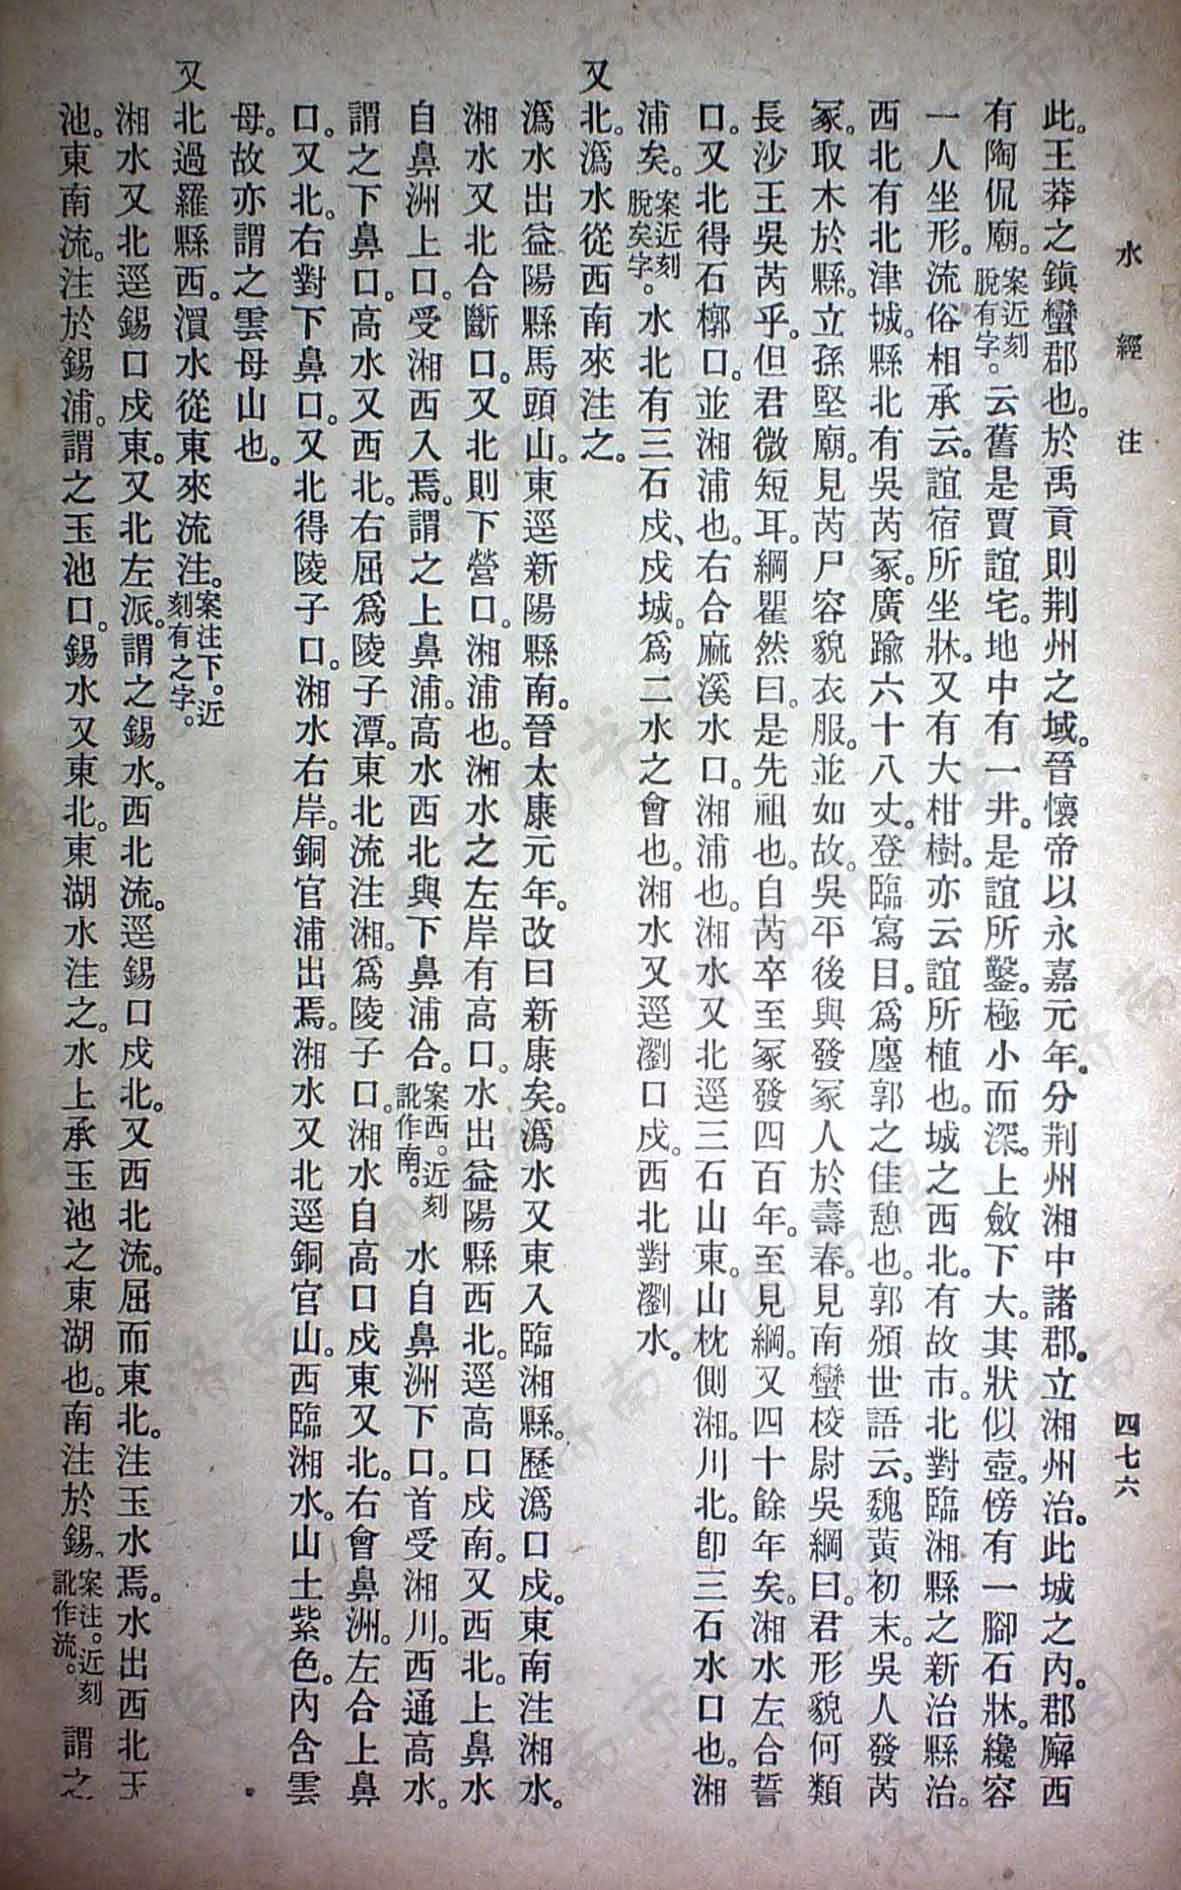 水經注
四七六
此。王莽之鎭蠻郡也。於禹貢則荆州之域。晉懷帝以永嘉元年。分荆州湘中諸郡。立湘州治。此城之內。郡廨西
有陶侃廟。案近刻脫有字。云舊是賈誼宅。地中有一井。是誼所鑿。極小而深。上斂下大。其狀似壺。傍有一腳石牀。纔容
一人坐形。流俗相承云。誼宿所坐牀。又有大柑樹。亦云誼所植也。城之西北。有故市。北對臨湘縣之新治縣治。
西北有北津城。縣北有吳芮冢。廣踰六十八丈。登臨寫目。爲廛郭之佳憩也。郭頒世語云。魏黃初末。吳人發芮
冢。取木於縣。立孫堅廟。見芮尸容貌衣服。並如故。吳平後與發冢人於壽春。見南蠻校尉吳綱曰。君形貌何類
長沙王吳芮乎。但君微短耳。綱瞿然曰。是先祖也。自芮卒至冢發四百年。至見綱。又四十餘年矣。湘水左合誓
口。又北得石槨口。並湘浦也。右合麻溪水口。湘浦也。湘水又北逕三石山東。山枕側湘。川北。卽三石水口也。湘
浦矣。案近刻脫矣字。水北有三石戍、戍城。爲二水之會也。湘水又逕瀏口戍。西北對瀏水。
又北。潙水從西南來注之。
潙水出益陽縣馬頭山。東逕新陽縣南。晉太康元年。改曰新康矣。潙水又東入臨湘縣。歷潙口戍。東南注湘水。
湘水又北合斷口。又北則下營口。湘浦也。湘水之左岸有高口。水出益陽縣西北。逕高口戍南。又西北。上鼻水
自鼻洲上口。受湘西入焉。謂之上鼻浦。高水西北與下鼻浦合。案西。近刻訛作南。水自鼻洲下口。首受湘川。西通高水。
謂之下鼻口。高水又西北。右屈爲陵子潭。東北流注湘。爲陵子口。湘水自高口戍東又北。右會鼻洲。左合上鼻
口。又北。右對下鼻口。又北得陵子口。湘水右岸。銅官浦出焉。湘水又北逕銅官山。西臨湘水。山土紫色。內含雲
母。故亦謂之雲母山也。
又北過羅縣西。㵋水從東來流注。案注下。近刻有之字。
湘水又北逕錫口戍東。又北左派。謂之錫水。西北流。逕錫口戍北。又西北流。屈而東北。注玉水焉。水出西北玉
池。東南流。注於錫浦。謂之玉池口。錫水又東北。東湖水注之。水上承玉池之東湖也。南注於錫、案注。近刻訛作流。謂之